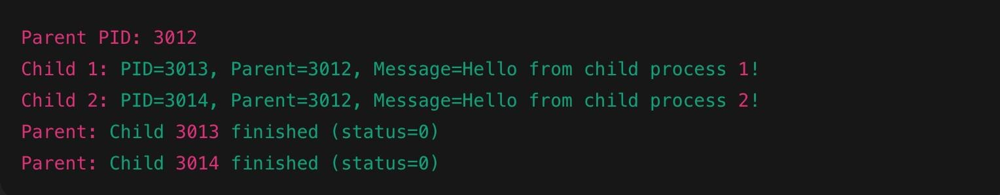 Parent PID: 3012
Child 1: PID=3013, Parent=3012, Message=Hello from child process 1!
Child 2: PID=3014, Parent=3012, Message=Hello from child process 2!
Parent: Child 3013 finished (status=0)
Parent: Child 3014 finished (status=0)